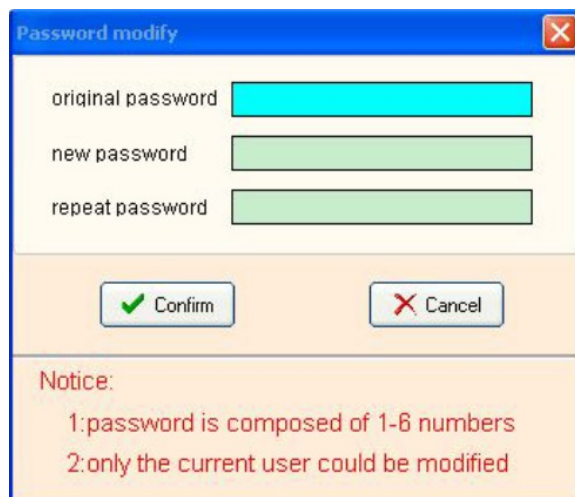 Password modify
original password
new password
repeat password
Confirm Cancel
Notice:
1:password is composed of 1-6 numbers
2:only the current user could be modified